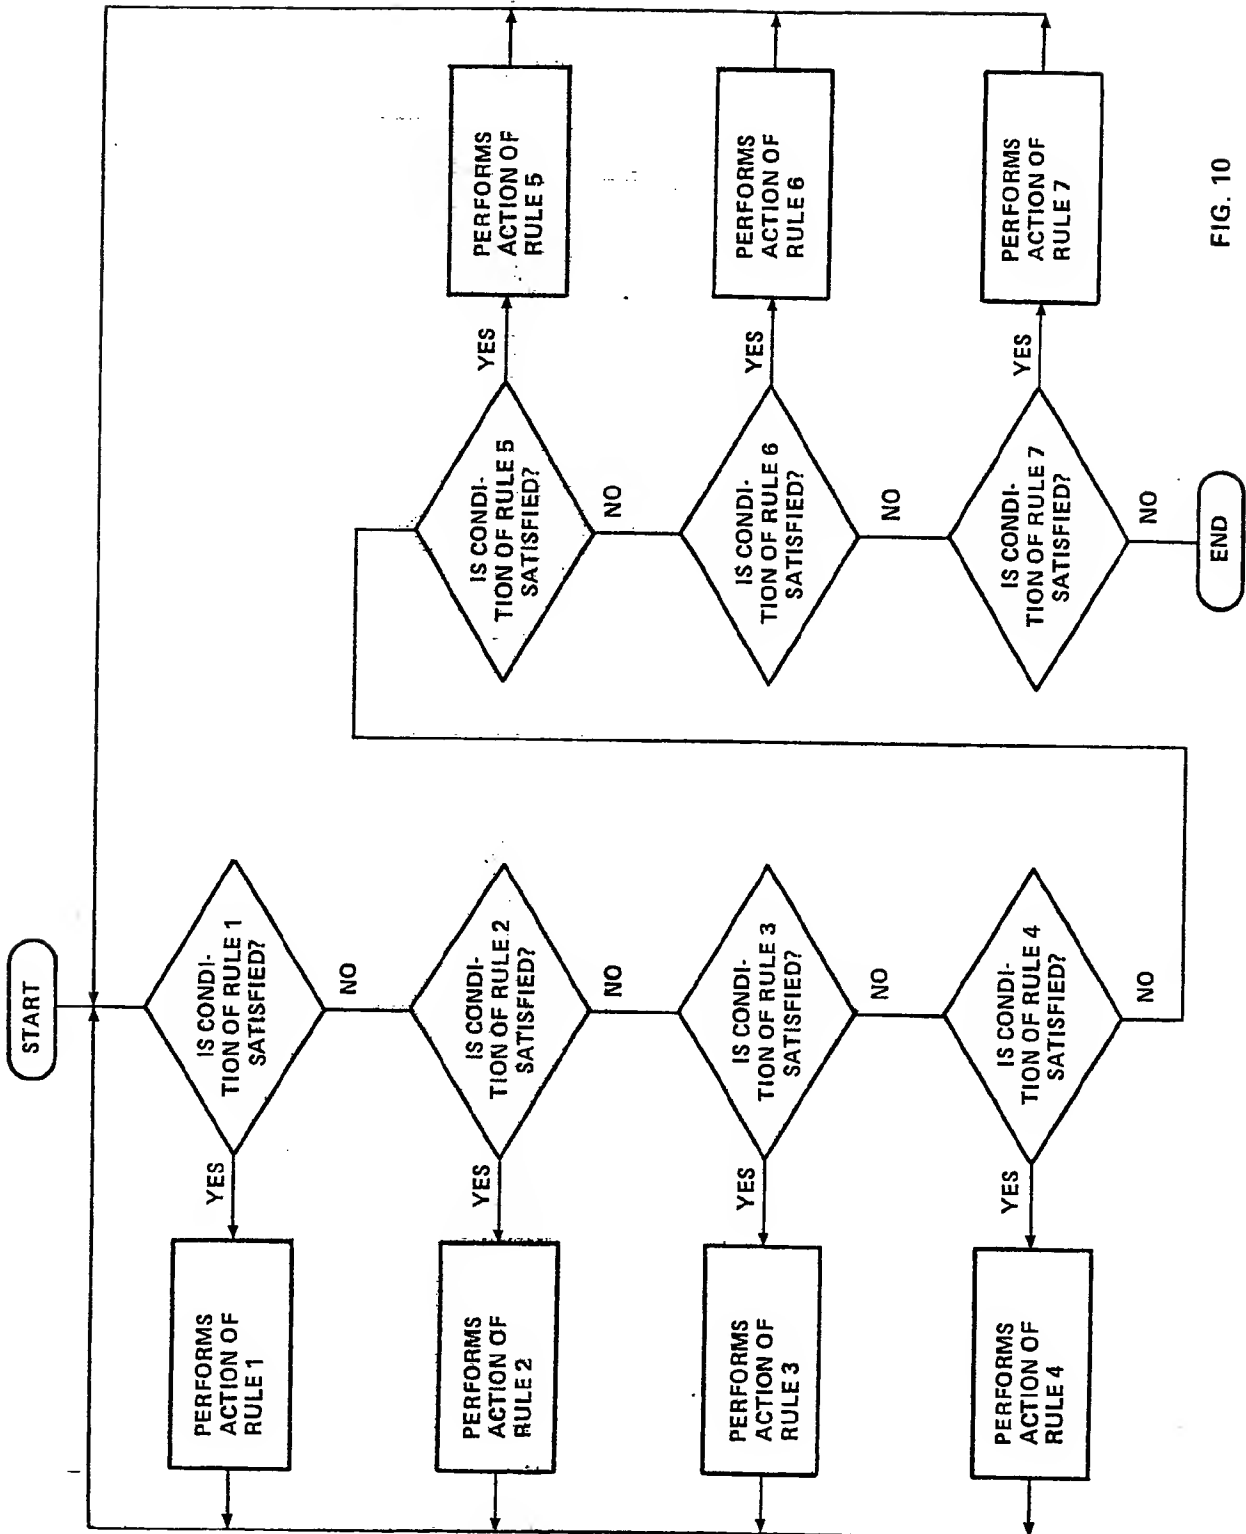 START
IS CONDI-
TION OF RULE 1
SATISFIED?
YES
NO
PERFORMS
ACTION OF
RULE 1
IS CONDI-
TION OF RULE 2
SATISFIED?
YES
NO
PERFORMS
ACTION OF
RULE 2
IS CONDI-
TION OF RULE 3
SATISFIED?
YES
NO
PERFORMS
ACTION OF
RULE 3
IS CONDI-
TION OF RULE 4
SATISFIED?
YES
NO
PERFORMS
ACTION OF
RULE 4
IS CONDI-
TION OF RULE 5
SATISFIED?
YES
NO
PERFORMS
ACTION OF
RULE 5
IS CONDI-
TION OF RULE 6
SATISFIED?
YES
NO
PERFORMS
ACTION OF
RULE 6
IS CONDI-
TION OF RULE 7
SATISFIED?
YES
NO
PERFORMS
ACTION OF
RULE 7
END
FIG. 10